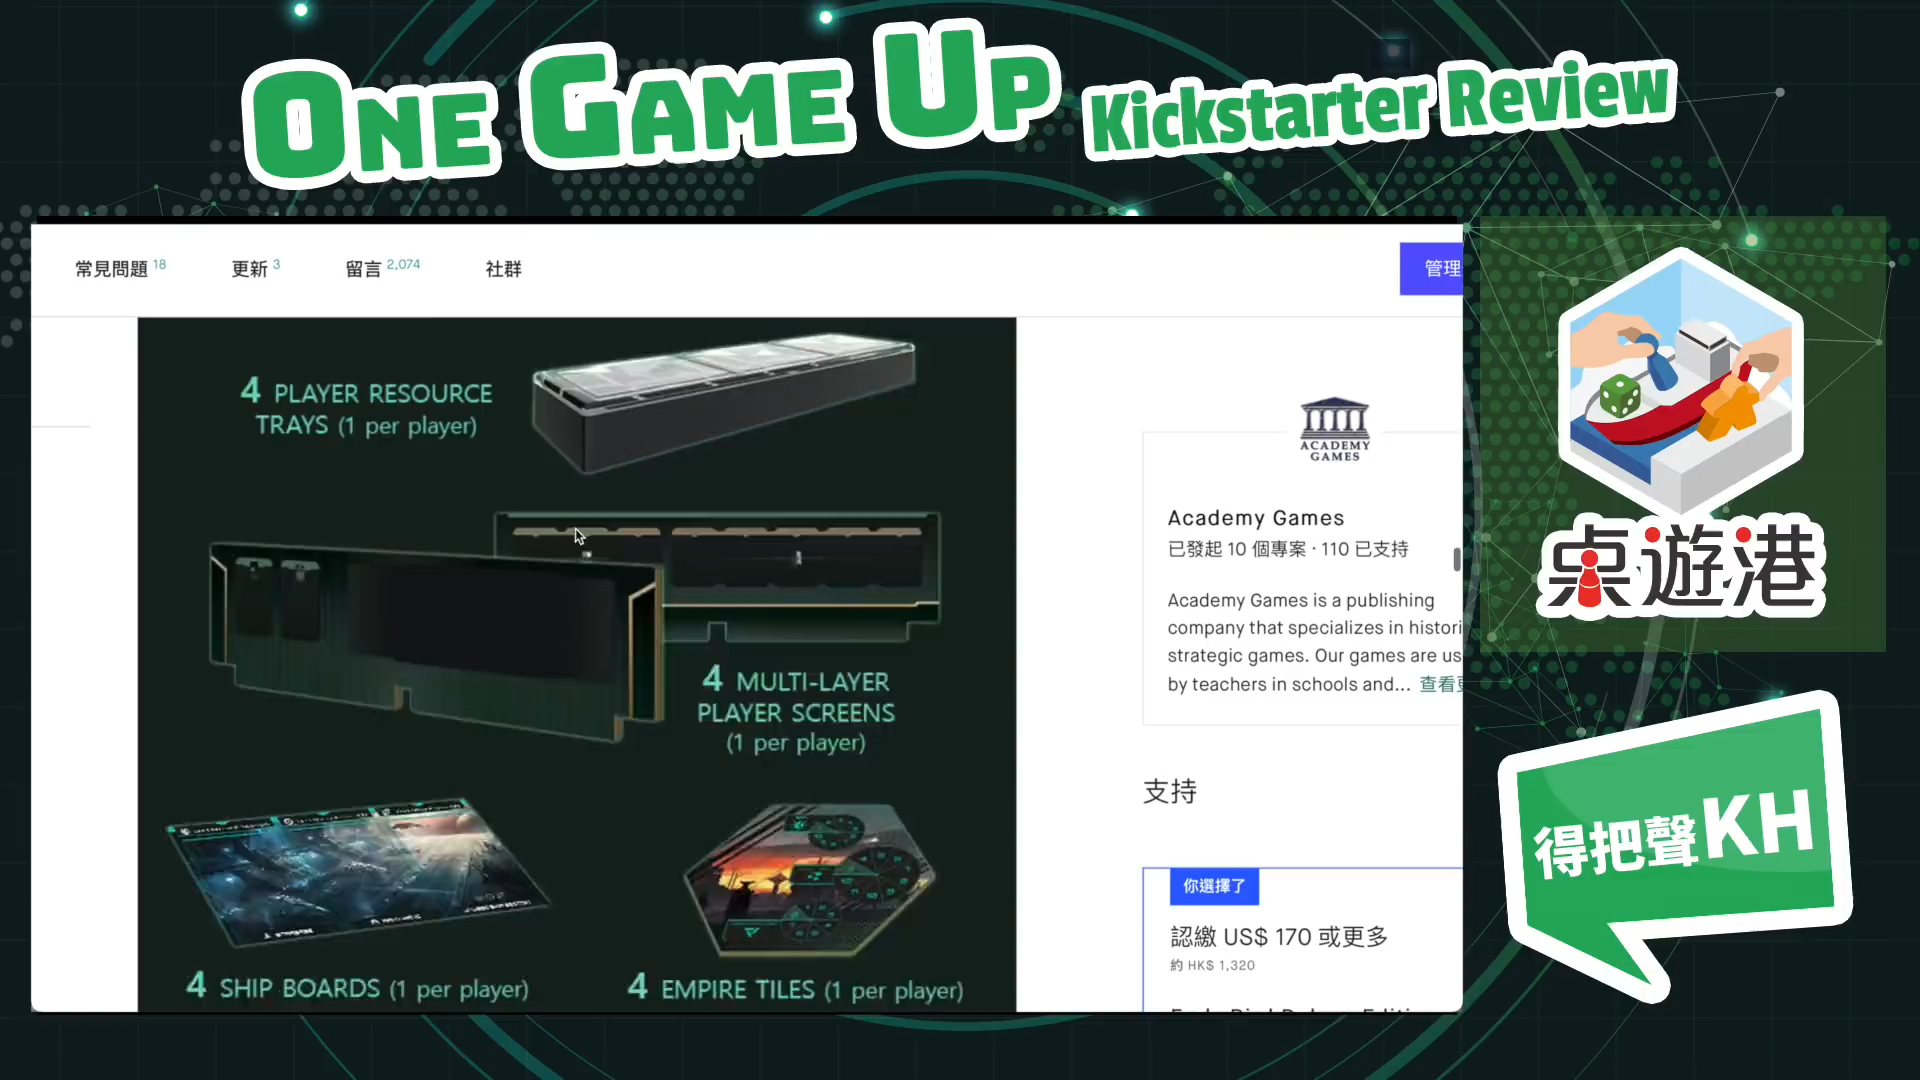 ONE GAME UP Kickstarter Review
常見問題 18
更新 3
留言 2,074
社群
管理
4 PLAYER RESOURCE
TRAYS (1 per player)
4 MULTI-LAYER
PLAYER SCREENS
(1 per player)
4 SHIP BOARDS (1 per player)
4 EMPIRE TILES (1 per player)
ACADEMY
GAMES
Academy Games
已發起 10 個專案 · 110 已支持
Academy Games is a publishing
company that specializes in histori
strategic games. Our games are us
by teachers in schools and... 查看
支持
你選擇了
認繳 US$ 170 或更多
約 HK$ 1,320
桌遊港
得把聲KH